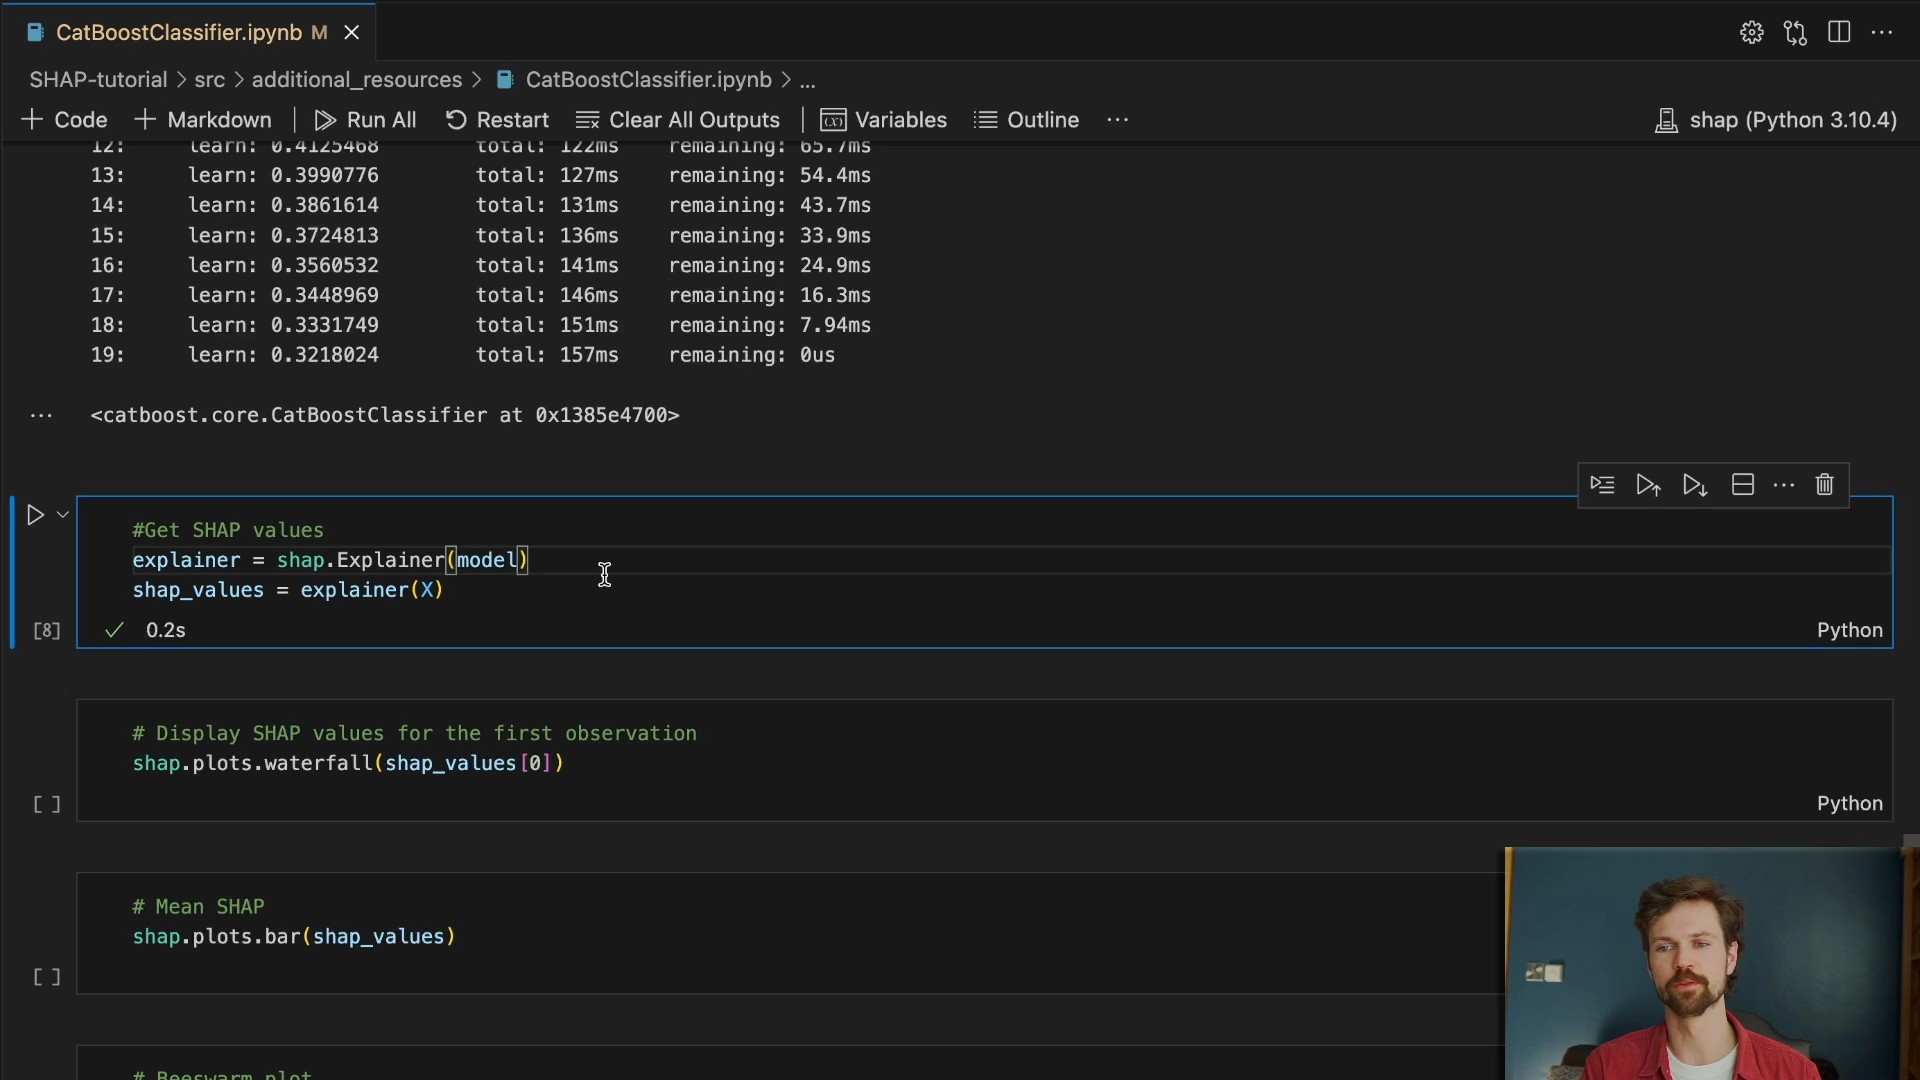 CatBoostClassifier.ipynb M
SHAP-tutorial > src > additional_resources > CatBoostClassifier.ipynb > ...
+ Code + Markdown Run All Restart Clear All Outputs Variables Outline ... shap (Python 3.10.4)
12: learn: 0.4125468 total: 122ms remaining: 65.7ms
13: learn: 0.3990776 total: 127ms remaining: 54.4ms
14: learn: 0.3861614 total: 131ms remaining: 43.7ms
15: learn: 0.3724813 total: 136ms remaining: 33.9ms
16: learn: 0.3560532 total: 141ms remaining: 24.9ms
17: learn: 0.3448969 total: 146ms remaining: 16.3ms
18: learn: 0.3331749 total: 151ms remaining: 7.94ms
19: learn: 0.3218024 total: 157ms remaining: 0us
... <catboost.core.CatBoostClassifier at 0x1385e4700>
#Get SHAP values
explainer = shap.Explainer(model)
shap_values = explainer(X)
[8] ✓ 0.2s Python
# Display SHAP values for the first observation
shap.plots.waterfall(shap_values[0])
[ ] Python
# Mean SHAP
shap.plots.bar(shap_values)
[ ]
# Beeswarm plot